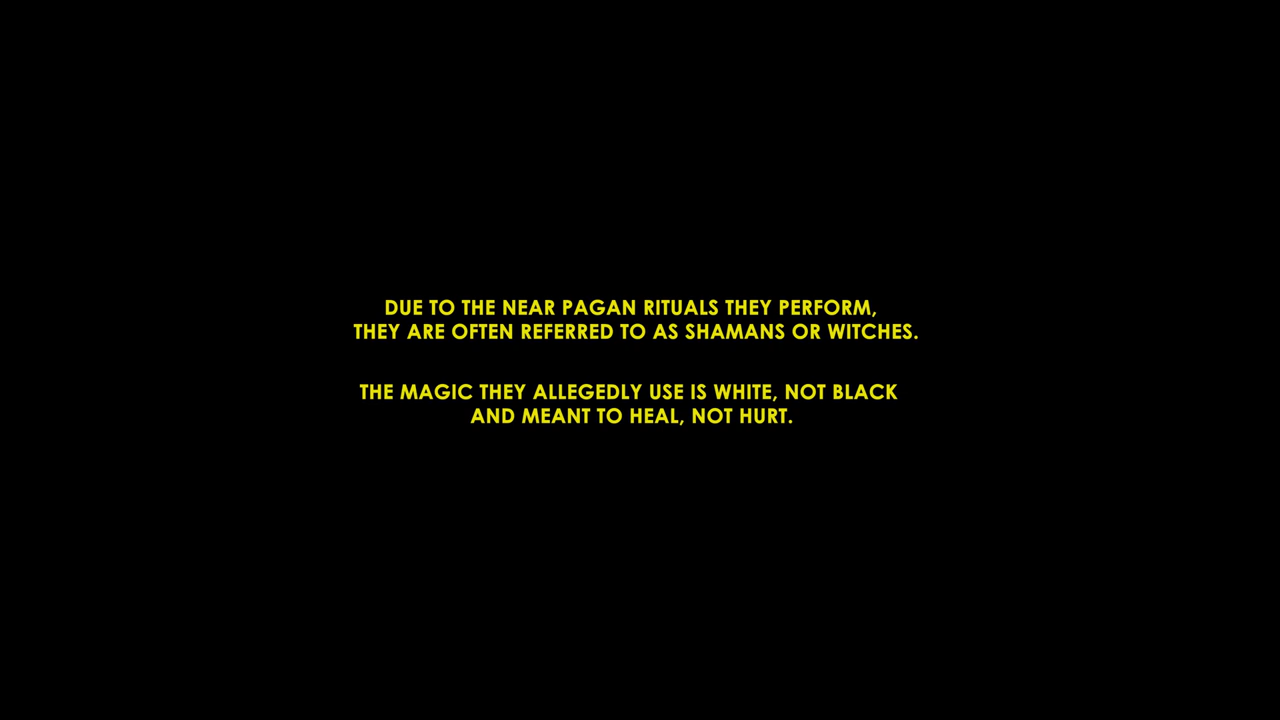 DUE TO THE NEAR PAGAN RITUALS THEY PERFORM,
THEY ARE OFTEN REFERRED TO AS SHAMANS OR WITCHES.
THE MAGIC THEY ALLEGEDLY USE IS WHITE, NOT BLACK
AND MEANT TO HEAL, NOT HURT.